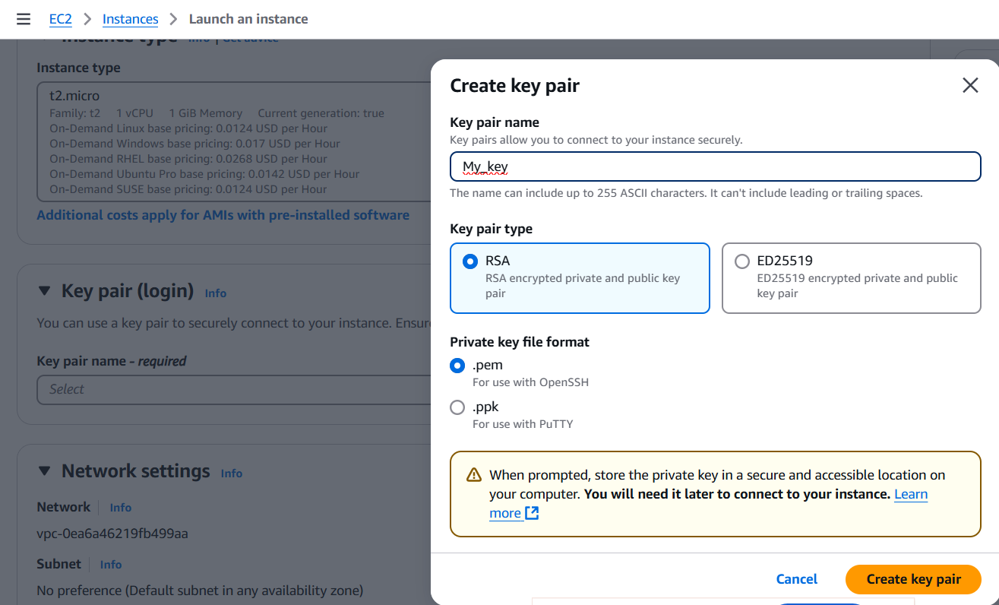 EC2 > Instances > Launch an instance
Instance type Info | Get advice
Instance type
t2.micro
Family: t2 1 vCPU 1 GiB Memory Current generation: true
On-Demand Linux base pricing: 0.0124 USD per Hour
On-Demand Windows base pricing: 0.017 USD per Hour
On-Demand RHEL base pricing: 0.0268 USD per Hour
On-Demand Ubuntu Pro base pricing: 0.0142 USD per Hour
On-Demand SUSE base pricing: 0.0124 USD per Hour
Additional costs apply for AMIs with pre-installed software
Key pair (login) Info
You can use a key pair to securely connect to your instance. Ensure
Key pair name - required
Select
Network settings Info
Network Info
vpc-0ea6a46219fb499aa
Subnet Info
No preference (Default subnet in any availability zone)
Create key pair
Key pair name
Key pairs allow you to connect to your instance securely.
My_key
The name can include up to 255 ASCII characters. It can't include leading or trailing spaces.
Key pair type
RSA
RSA encrypted private and public key
pair
ED25519
ED25519 encrypted private and public
key pair
Private key file format
.pem
For use with OpenSSH
.ppk
For use with PuTTY
When prompted, store the private key in a secure and accessible location on
your computer. You will need it later to connect to your instance. Learn
more
Cancel
Create key pair